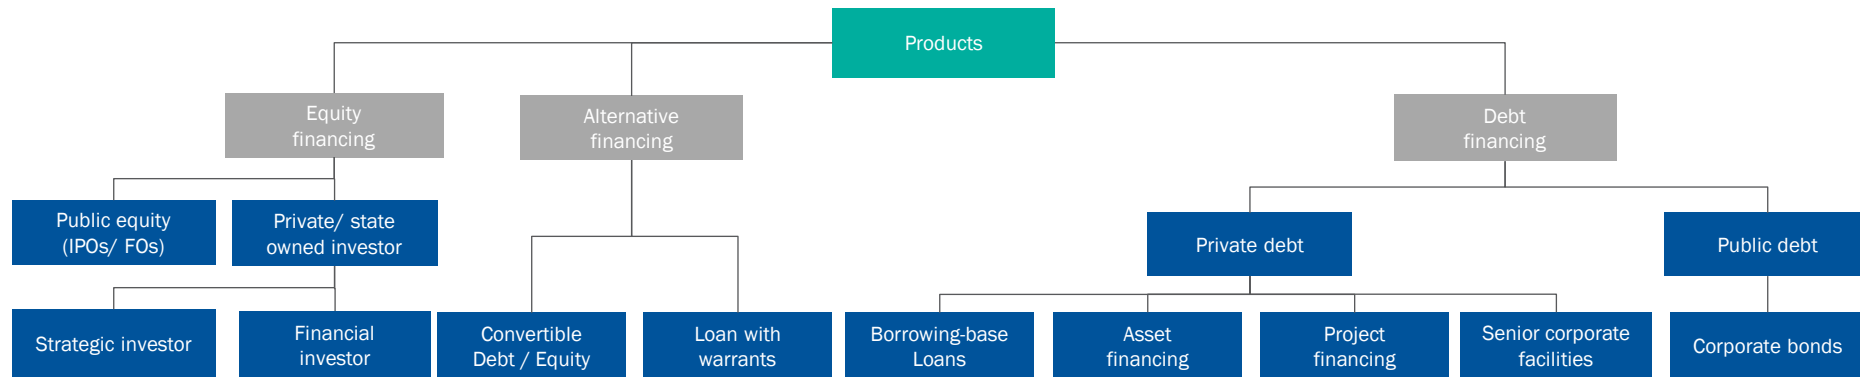 Products
Equity
financing
Alternative
financing
Debt
financing
Public equity
(IPOs/ FOs)
Private/ state
owned investor
Private debt
Public debt
Strategic investor
Financial
investor
Convertible
Debt / Equity
Loan with
warrants
Borrowing-base
Loans
Asset
financing
Project
financing
Senior corporate
facilities
Corporate bonds